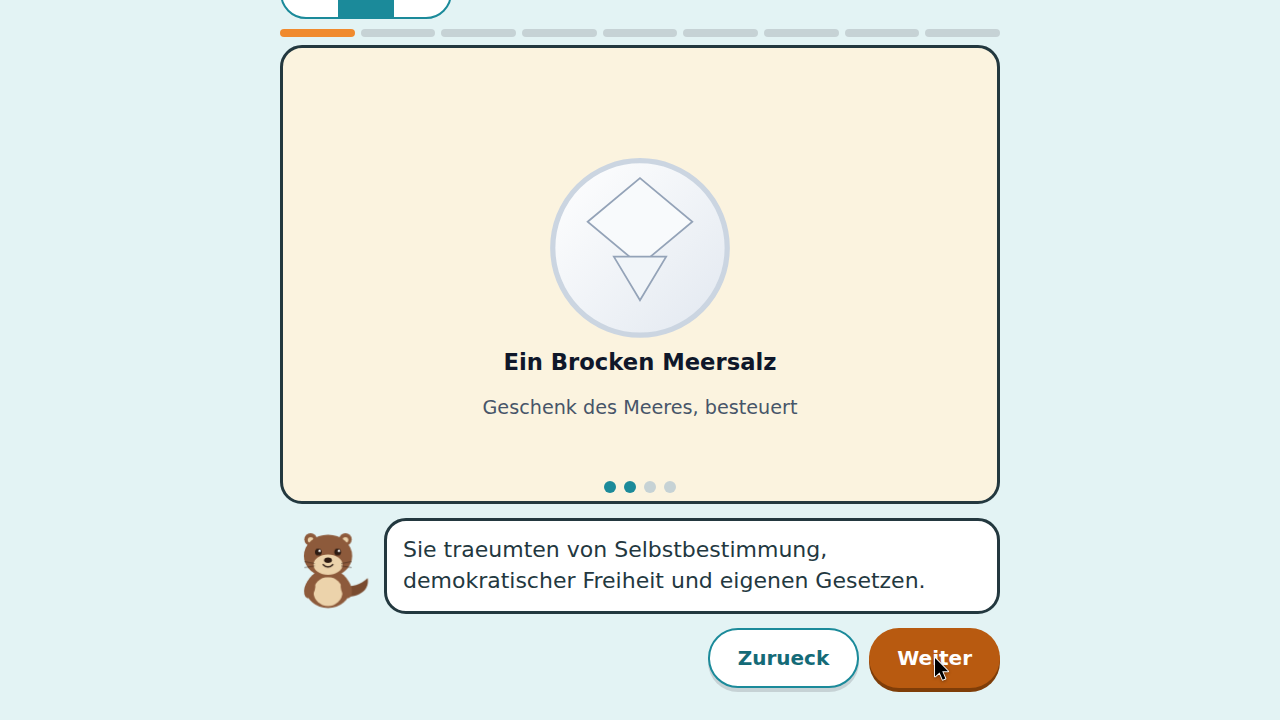 Ein Brocken Meersalz
Geschenk des Meeres, besteuert
Sie traeumten von Selbstbestimmung,
demokratischer Freiheit und eigenen Gesetzen.
Zurueck
Weiter